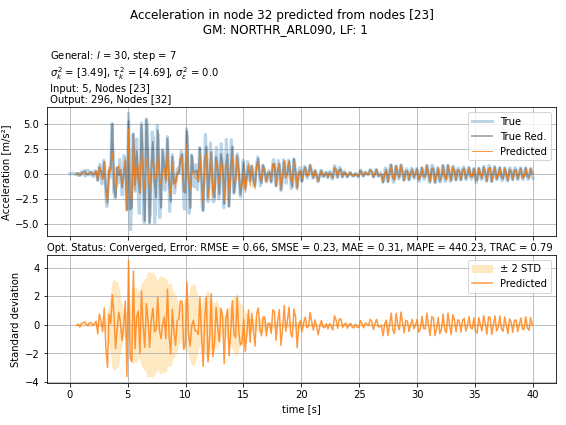 Acceleration in node 32 predicted from nodes [23]
GM: NORTHR_ARL090, LF: 1
General: l = 30, step = 7
σ²ₖ = [3.49], τ²ₖ = [4.69], σ²ε = 0.0
Input: 5, Nodes [23]
Output: 296, Nodes [32]
Acceleration [m/s²]
5.0
2.5
0.0
−2.5
−5.0
True
True Red.
Predicted
Opt. Status: Converged, Error: RMSE = 0.66, SMSE = 0.23, MAE = 0.31, MAPE = 440.23, TRAC = 0.79
Standard deviation
4
2
0
−2
−4
± 2 STD
Predicted
0 5 10 15 20 25 30 35 40
time [s]